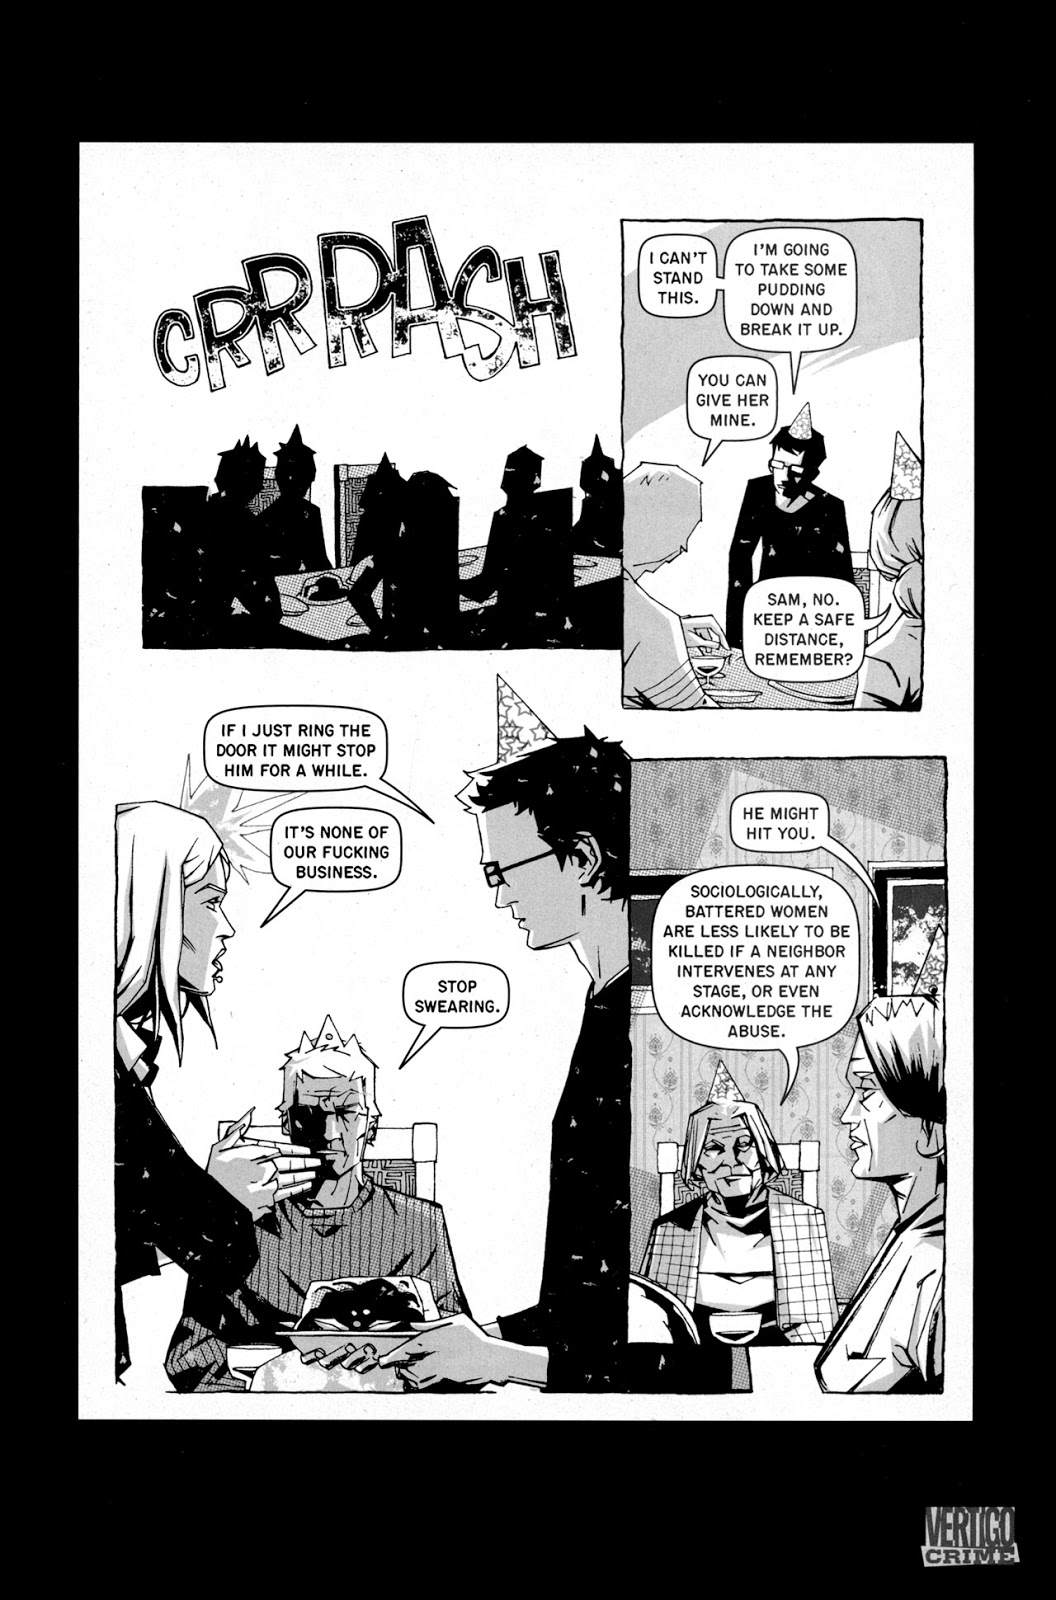 CRRRRASH
I CAN'T
STAND
THIS.
I'M GOING
TO TAKE SOME
PUDDING
DOWN AND
BREAK IT UP.
YOU CAN
GIVE HER
MINE.
SAM, NO.
KEEP A SAFE
DISTANCE,
REMEMBER?
IF I JUST RING THE
DOOR IT MIGHT STOP
HIM FOR A WHILE.
IT'S NONE OF
OUR FUCKING
BUSINESS.
STOP
SWEARING.
HE MIGHT
HIT YOU.
SOCIOLOGICALLY,
BATTERED WOMEN
ARE LESS LIKELY TO BE
KILLED IF A NEIGHBOR
INTERVENES AT ANY
STAGE, OR EVEN
ACKNOWLEDGE THE
ABUSE.
VERTIGO
CRIME